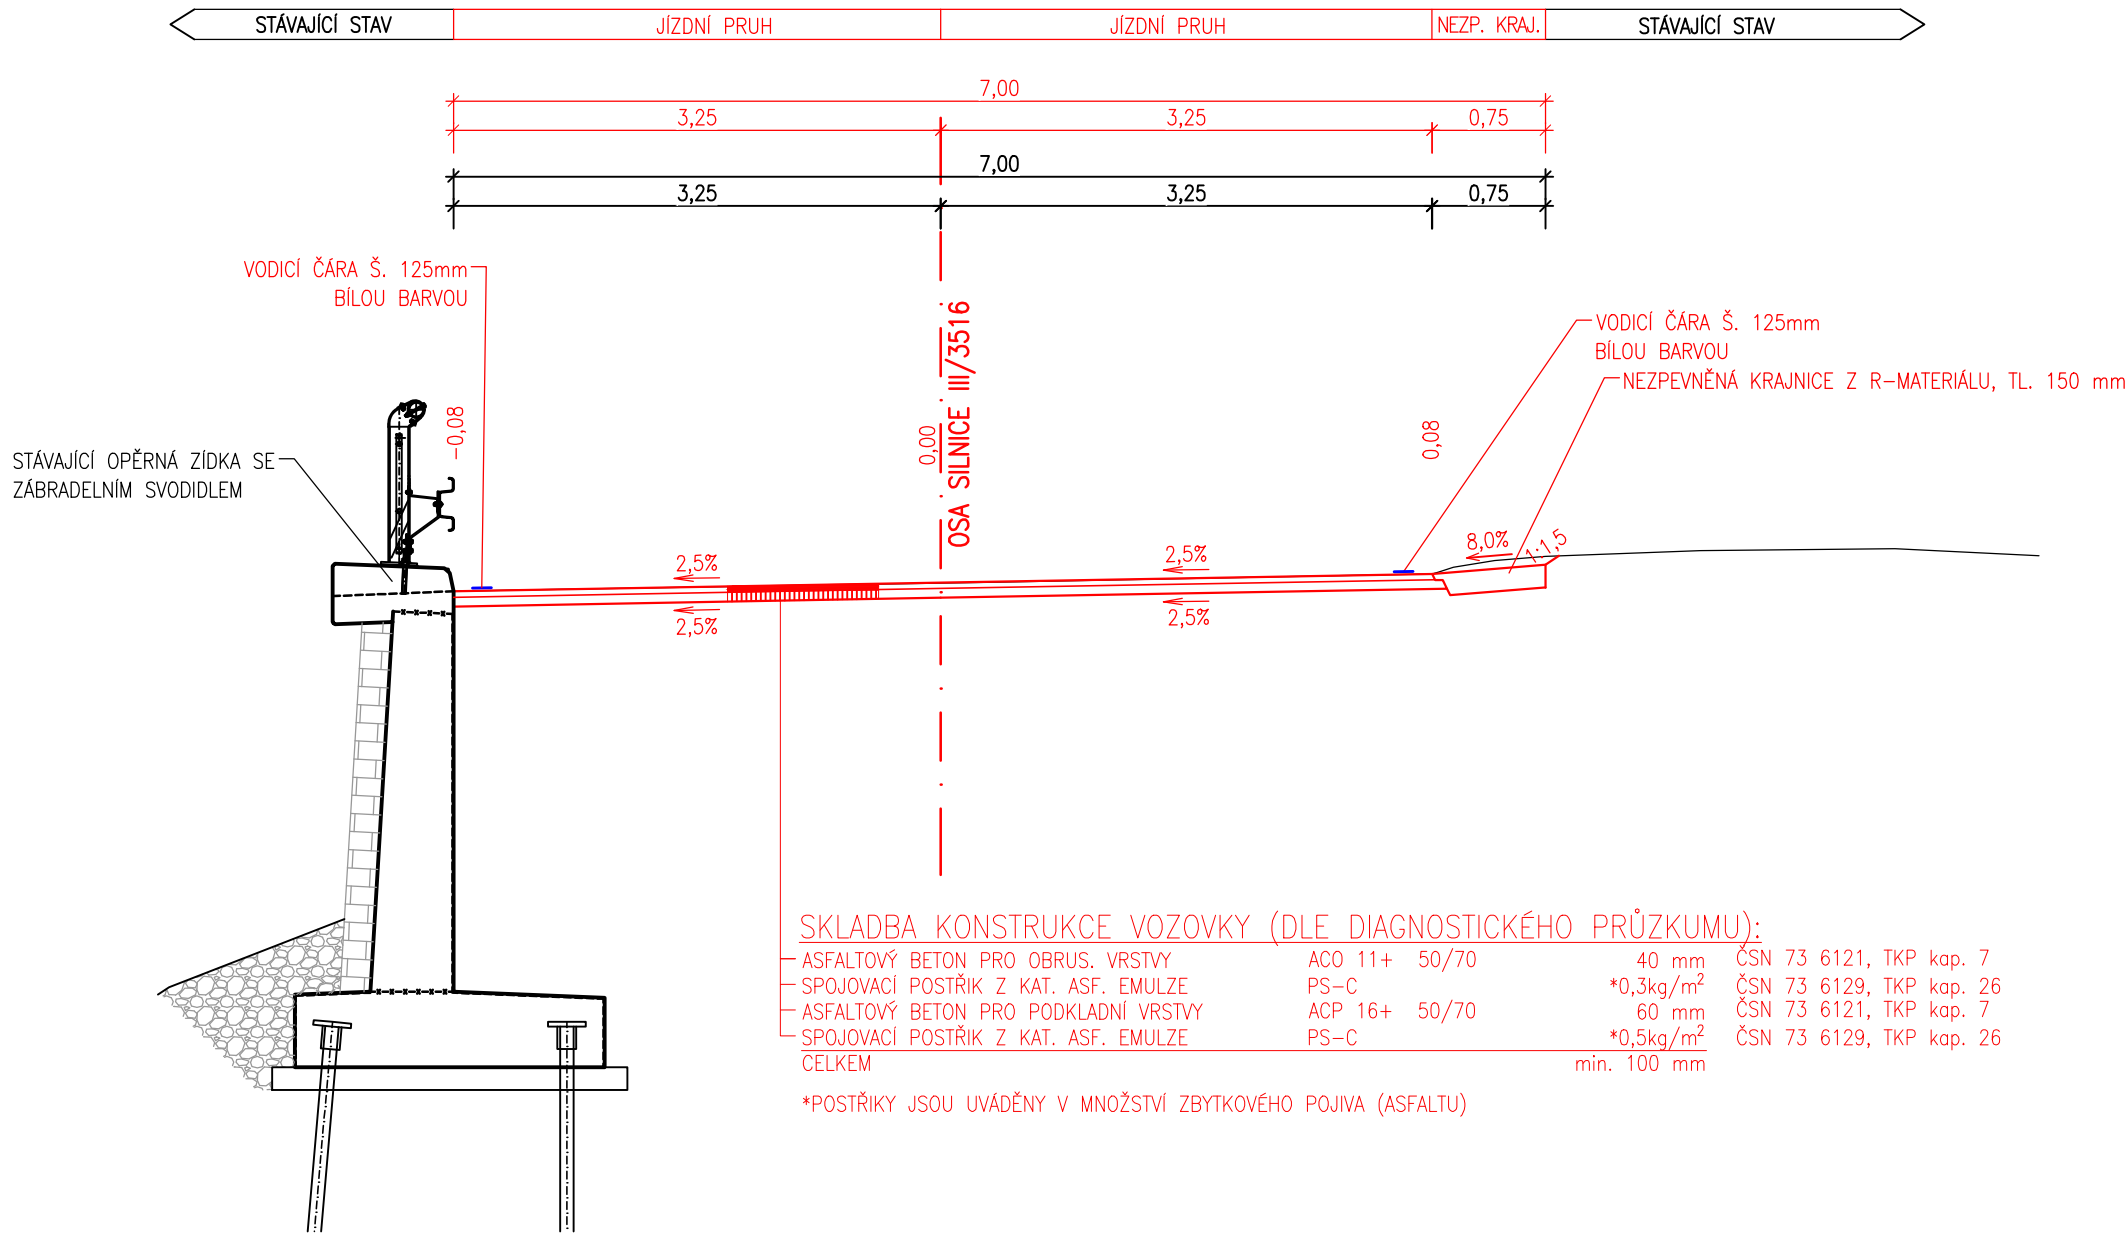 STÁVAJÍCÍ STAV
JÍZDNÍ PRUH
JÍZDNÍ PRUH
NEZP. KRAJ.
STÁVAJÍCÍ STAV
7,00
3,25
3,25
0,75
7,00
3,25
3,25
0,75
VODICÍ ČÁRA Š. 125mm
BÍLOU BARVOU
VODICÍ ČÁRA Š. 125mm
BÍLOU BARVOU
NEZPEVNĚNÁ KRAJNICE Z R-MATERIÁLU, TL. 150 mm
STÁVAJÍCÍ OPĚRNÁ ZÍDKA SE
ZÁBRADELNÍM SVODIDLEM
-0,08
0,00
OSA SILNICE III/3516
0,08
2,5%
2,5%
8,0%
1:1,5
2,5%
2,5%
SKLADBA KONSTRUKCE VOZOVKY (DLE DIAGNOSTICKÉHO PRŮZKUMU):
ASFALTOVÝ BETON PRO OBRUS. VRSTVY ACO 11+ 50/70 40 mm ČSN 73 6121, TKP kap. 7
SPOJOVACÍ POSTŘIK Z KAT. ASF. EMULZE PS-C *0,3kg/m² ČSN 73 6129, TKP kap. 26
ASFALTOVÝ BETON PRO PODKLADNÍ VRSTVY ACP 16+ 50/70 60 mm ČSN 73 6121, TKP kap. 7
SPOJOVACÍ POSTŘIK Z KAT. ASF. EMULZE PS-C *0,5kg/m² ČSN 73 6129, TKP kap. 26
CELKEM min. 100 mm
*POSTŘIKY JSOU UVÁDĚNY V MNOŽSTVÍ ZBYTKOVÉHO POJIVA (ASFALTU)